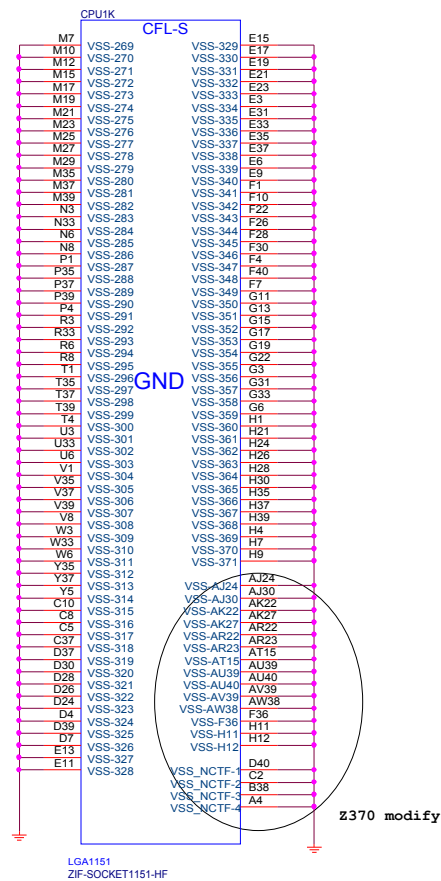 CPU1K
CFL-S
M7 VSS-269 VSS-329 E15
M10 VSS-270 VSS-330 E17
M12 VSS-271 VSS-331 E19
M15 VSS-272 VSS-332 E21
M17 VSS-273 VSS-333 E23
M19 VSS-274 VSS-334 E3
M21 VSS-275 VSS-335 E31
M23 VSS-276 VSS-336 E33
M25 VSS-277 VSS-337 E35
M27 VSS-278 VSS-338 E37
M29 VSS-279 VSS-339 E6
M35 VSS-280 VSS-340 E9
M37 VSS-281 VSS-341 F1
M39 VSS-282 VSS-342 F10
N3 VSS-283 VSS-343 F22
N33 VSS-284 VSS-344 F26
N6 VSS-285 VSS-345 F28
N8 VSS-286 VSS-346 F30
P1 VSS-287 VSS-347 F4
P35 VSS-288 VSS-348 F40
P37 VSS-289 VSS-349 F7
P39 VSS-290 VSS-350 G11
P4 VSS-291 VSS-351 G13
R3 VSS-292 VSS-352 G15
R33 VSS-293 VSS-353 G17
R6 VSS-294 VSS-354 G19
R8 VSS-295 VSS-355 G22
T1 VSS-296 VSS-356 G3
T35 VSS-297 VSS-357 G31
GND
T37 VSS-298 VSS-358 G33
T39 VSS-299 VSS-359 G6
T4 VSS-300 VSS-360 H1
U3 VSS-301 VSS-361 H21
U33 VSS-302 VSS-362 H24
U6 VSS-303 VSS-363 H26
V1 VSS-304 VSS-364 H28
V35 VSS-305 VSS-365 H30
V37 VSS-306 VSS-366 H35
V39 VSS-307 VSS-367 H37
V8 VSS-308 VSS-368 H39
W3 VSS-309 VSS-369 H4
W33 VSS-310 VSS-370 H7
W6 VSS-311 VSS-371 H9
Y35 VSS-312 VSS-AJ24 AJ24
Y37 VSS-313 VSS-AJ30 AJ30
Y5 VSS-314 VSS-AK22 AK22
C10 VSS-315 VSS-AK27 AK27
C8 VSS-316 VSS-AR22 AR22
C5 VSS-317 VSS-AR23 AR23
C37 VSS-318 VSS-AT15 AT15
D37 VSS-319 VSS-AU39 AU39
D30 VSS-320 VSS-AU40 AU40
D28 VSS-321 VSS-AV39 AV39
D26 VSS-322 VSS-AW38 AW38
D24 VSS-323 VSS-F36 F36
D4 VSS-324 VSS-H11 H11
D39 VSS-325 VSS-H12 H12
D7 VSS-326
E13 VSS-327
E11 VSS-328 VSS_NCTF-1 D40
VSS_NCTF-2 C2
VSS_NCTF-3 B38
VSS_NCTF-4 A4
Z370 modify
LGA1151
ZIF-SOCKET1151-HF